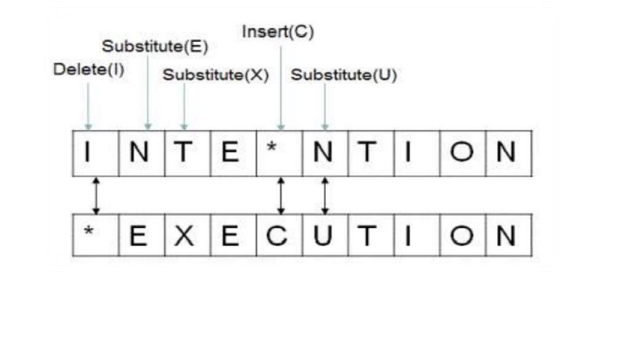 Insert(C)
Substitute(E)
Delete(I) Substitute(X) Substitute(U)
I N T E * N T I O N
* E X E C U T I O N